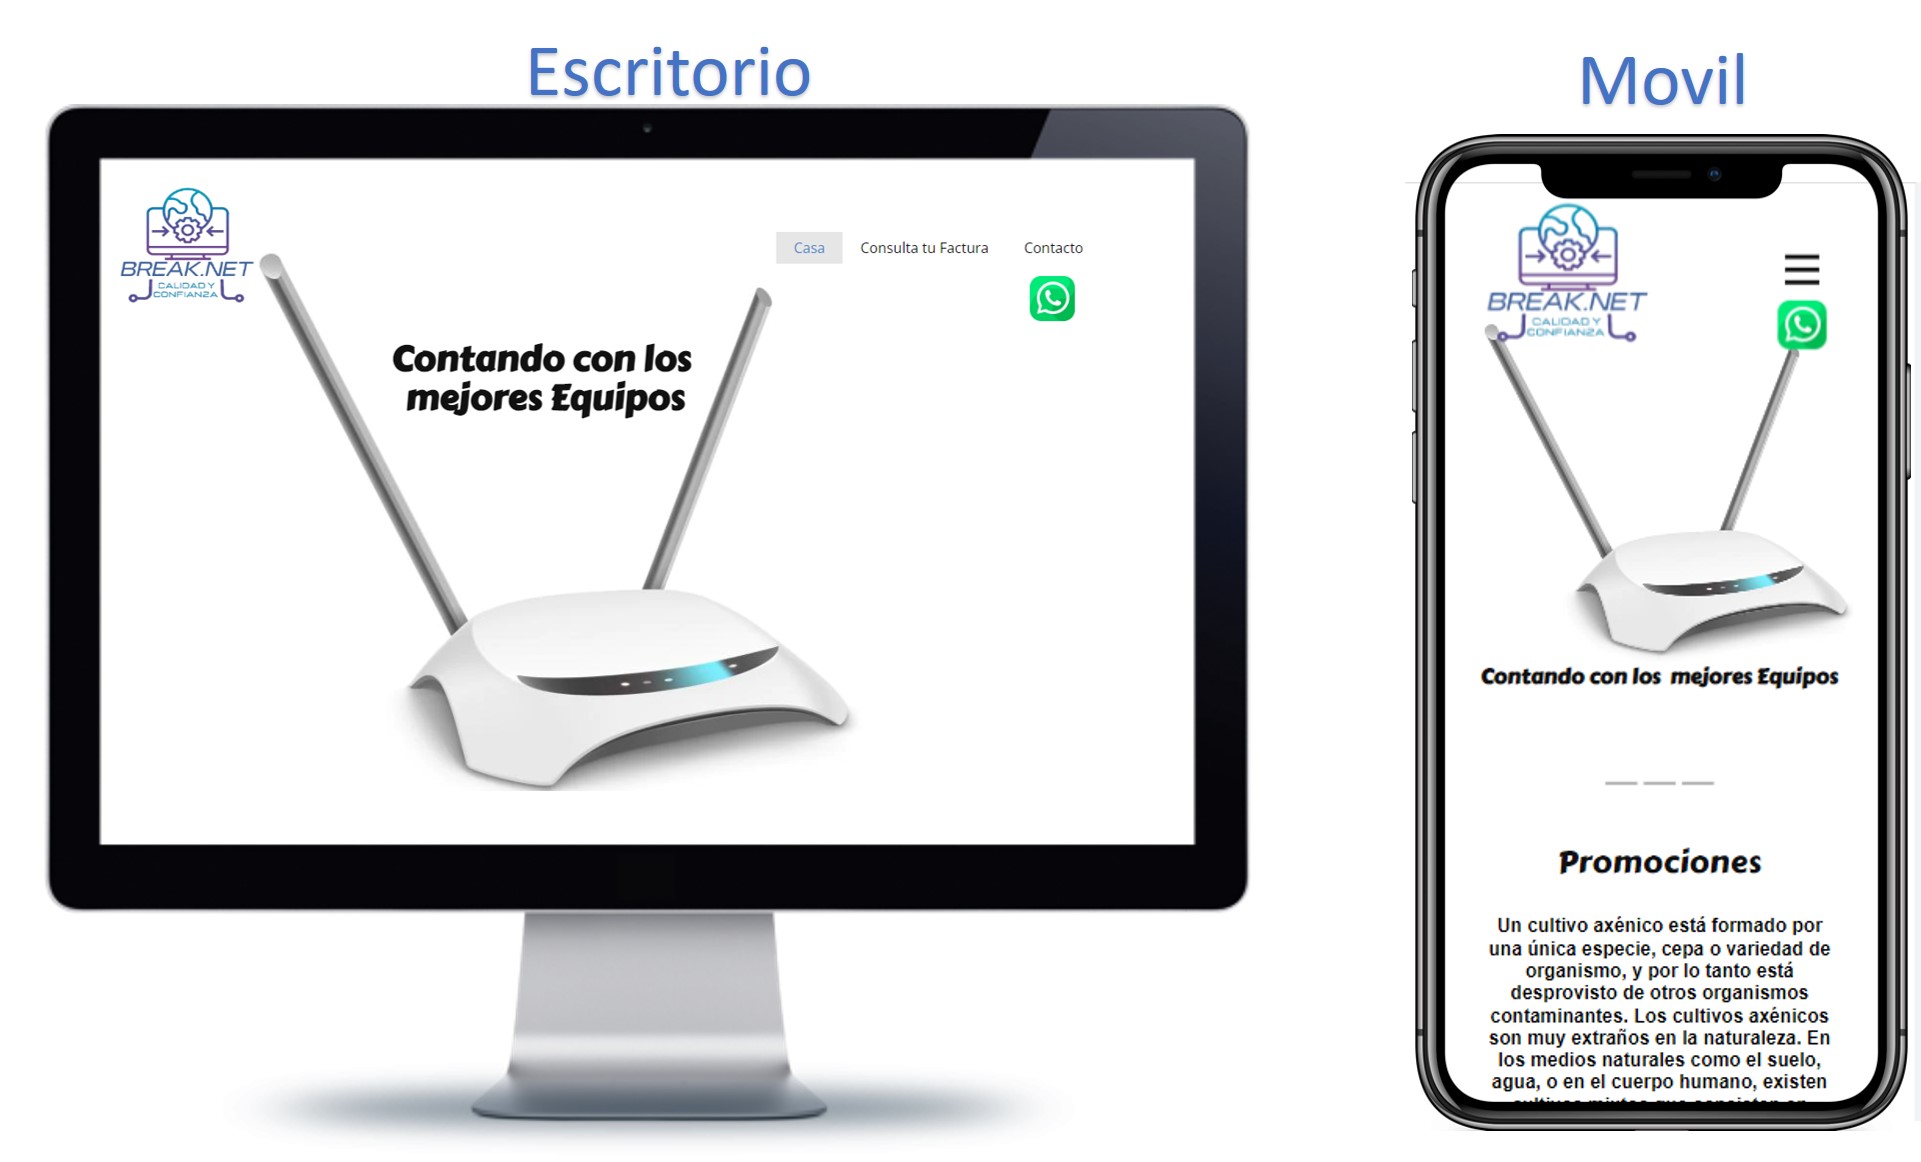 Escritorio
Movil
BREAK.NET
CALIDAD Y
CONFIANZA
Casa
Consulta tu Factura
Contacto
Contando con los
mejores Equipos
BREAK.NET
CALIDAD Y
CONFIANZA
Contando con los mejores Equipos
Promociones
Un cultivo axénico está formado por
una única especie, cepa o variedad de
organismo, y por lo tanto está
desprovisto de otros organismos
contaminantes. Los cultivos axénicos
son muy extraños en la naturaleza. En
los medios naturales como el suelo,
agua, o en el cuerpo humano, existen